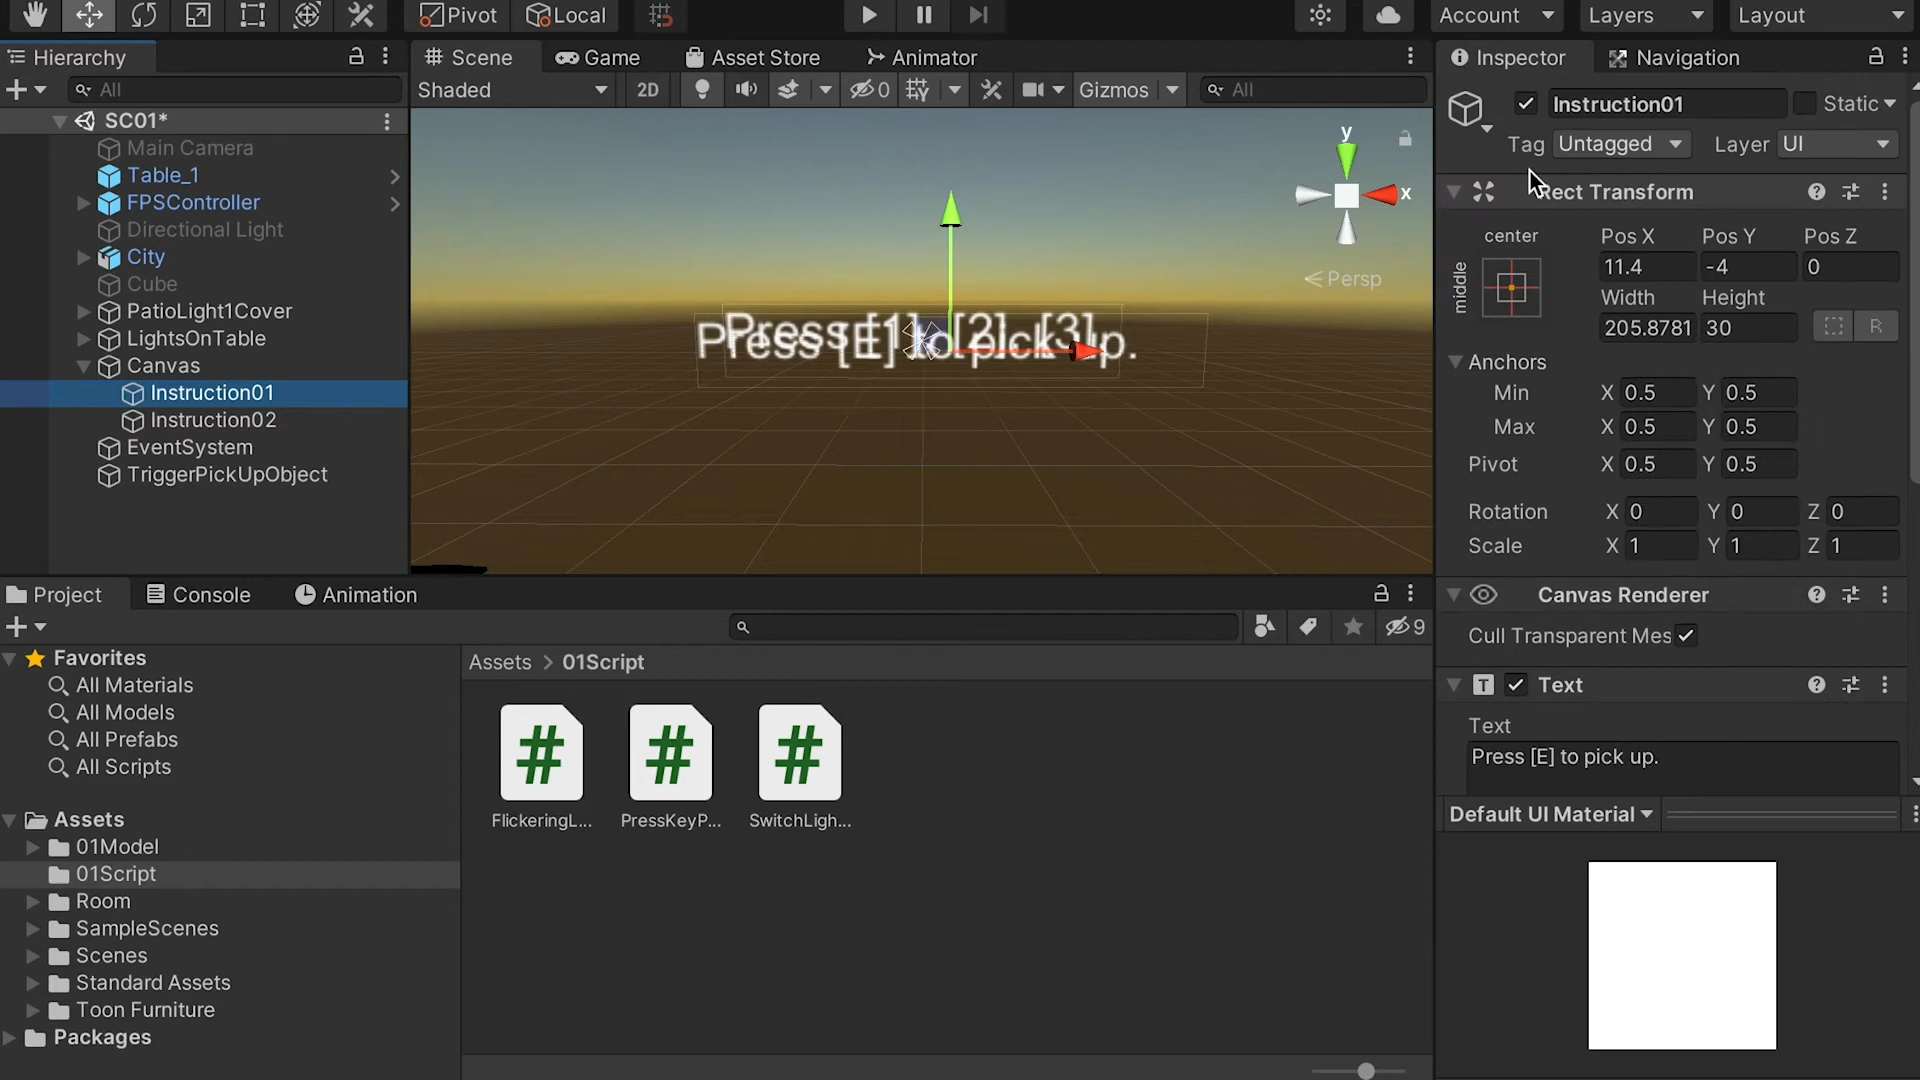 Pivot Local Account Layers Layout
Hierarchy
Scene Game Asset Store Animator
Inspector Navigation
All
Shaded 2D 0 Gizmos All
Instruction01 Static
Tag Untagged Layer UI
SC01*
Main Camera
Table_1
FPSController
Directional Light
City
Cube
PatioLight1Cover
LightsOnTable
Canvas
Instruction01
Instruction02
EventSystem
TriggerPickUpObject
y
x
Persp
Press [E] to pick up.
Press [1] [2] [3]
Rect Transform
center
middle
Pos X Pos Y Pos Z
11.4 -4 0
Width Height
205.8781 30
R
Anchors
Min X 0.5 Y 0.5
Max X 0.5 Y 0.5
Pivot X 0.5 Y 0.5
Rotation X 0 Y 0 Z 0
Scale X 1 Y 1 Z 1
Canvas Renderer
Cull Transparent Mes
Text
Text
Press [E] to pick up.
Default UI Material
Project Console Animation
9
Favorites
All Materials
All Models
All Prefabs
All Scripts
Assets
01Model
01Script
Room
SampleScenes
Scenes
Standard Assets
Toon Furniture
Packages
Assets > 01Script
FlickeringL... PressKeyP... SwitchLigh...